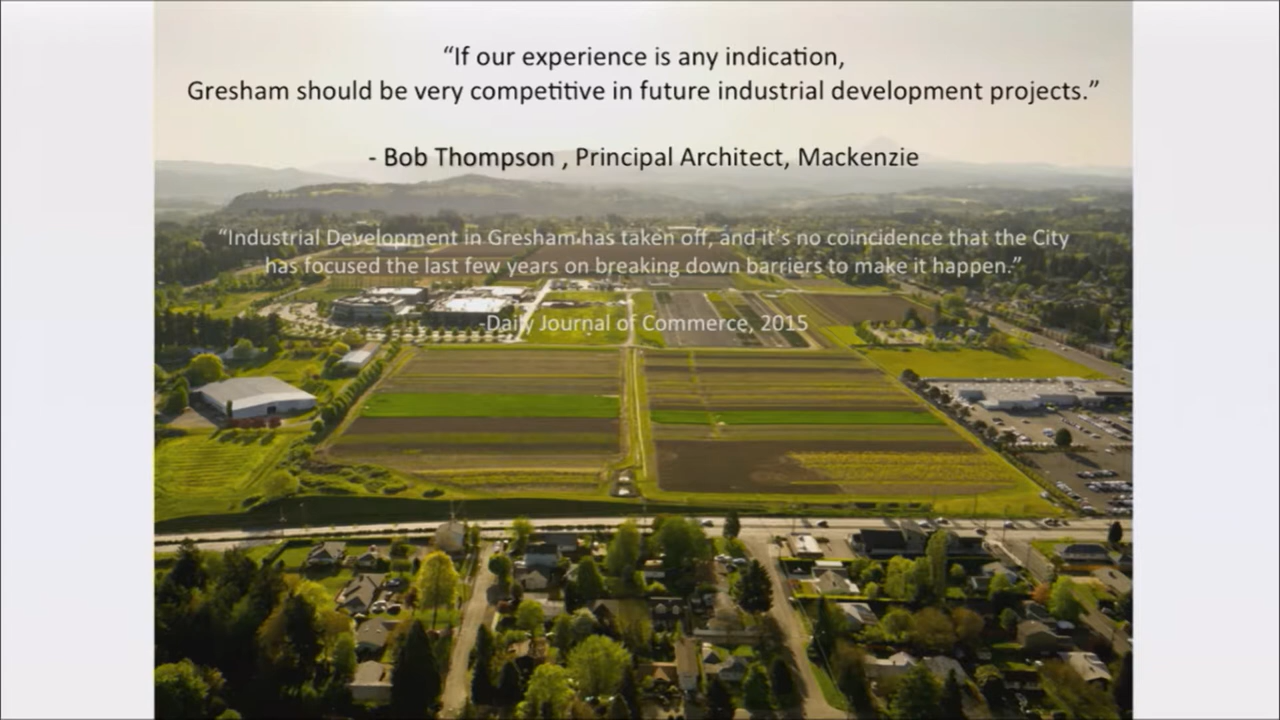 “If our experience is any indication,
Gresham should be very competitive in future industrial development projects.”
- Bob Thompson , Principal Architect, Mackenzie
“Industrial Development in Gresham has taken off, and it’s no coincidence that the City
has focused the last few years on breaking down barriers to make it happen.”
-Daily Journal of Commerce, 2015